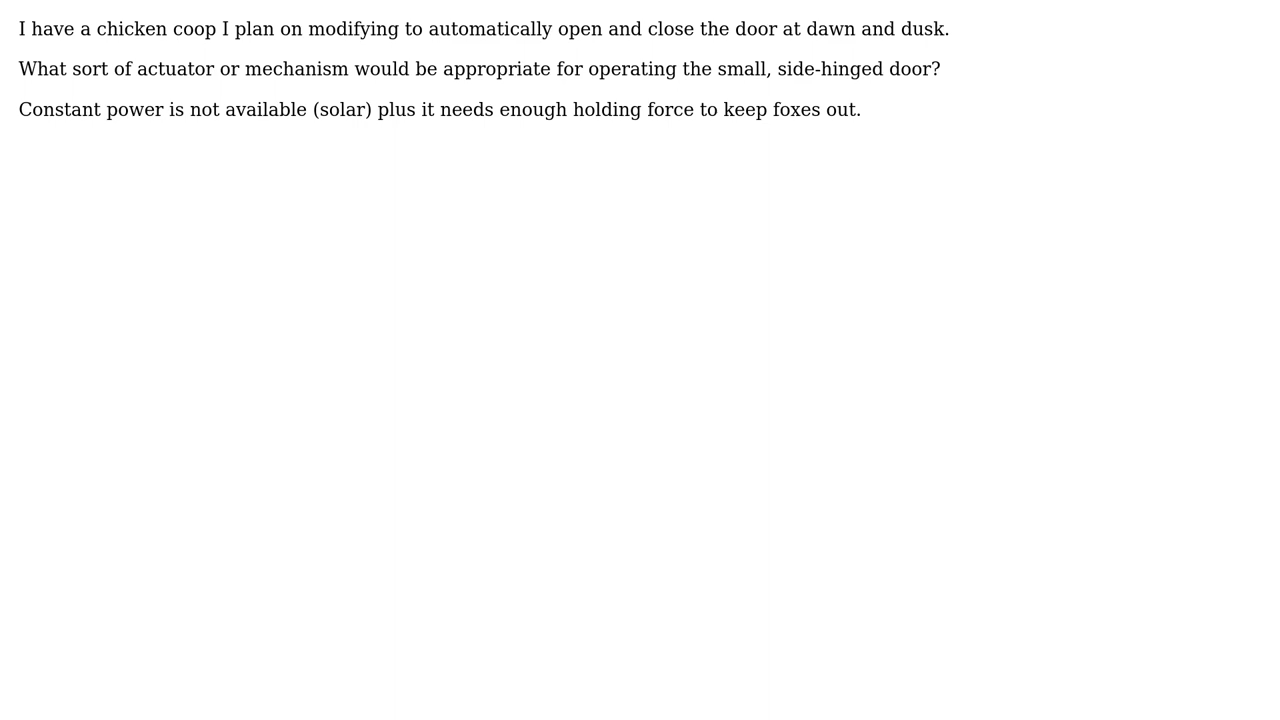 I have a chicken coop I plan on modifying to automatically open and close the door at dawn and dusk.
What sort of actuator or mechanism would be appropriate for operating the small, side-hinged door?
Constant power is not available (solar) plus it needs enough holding force to keep foxes out.